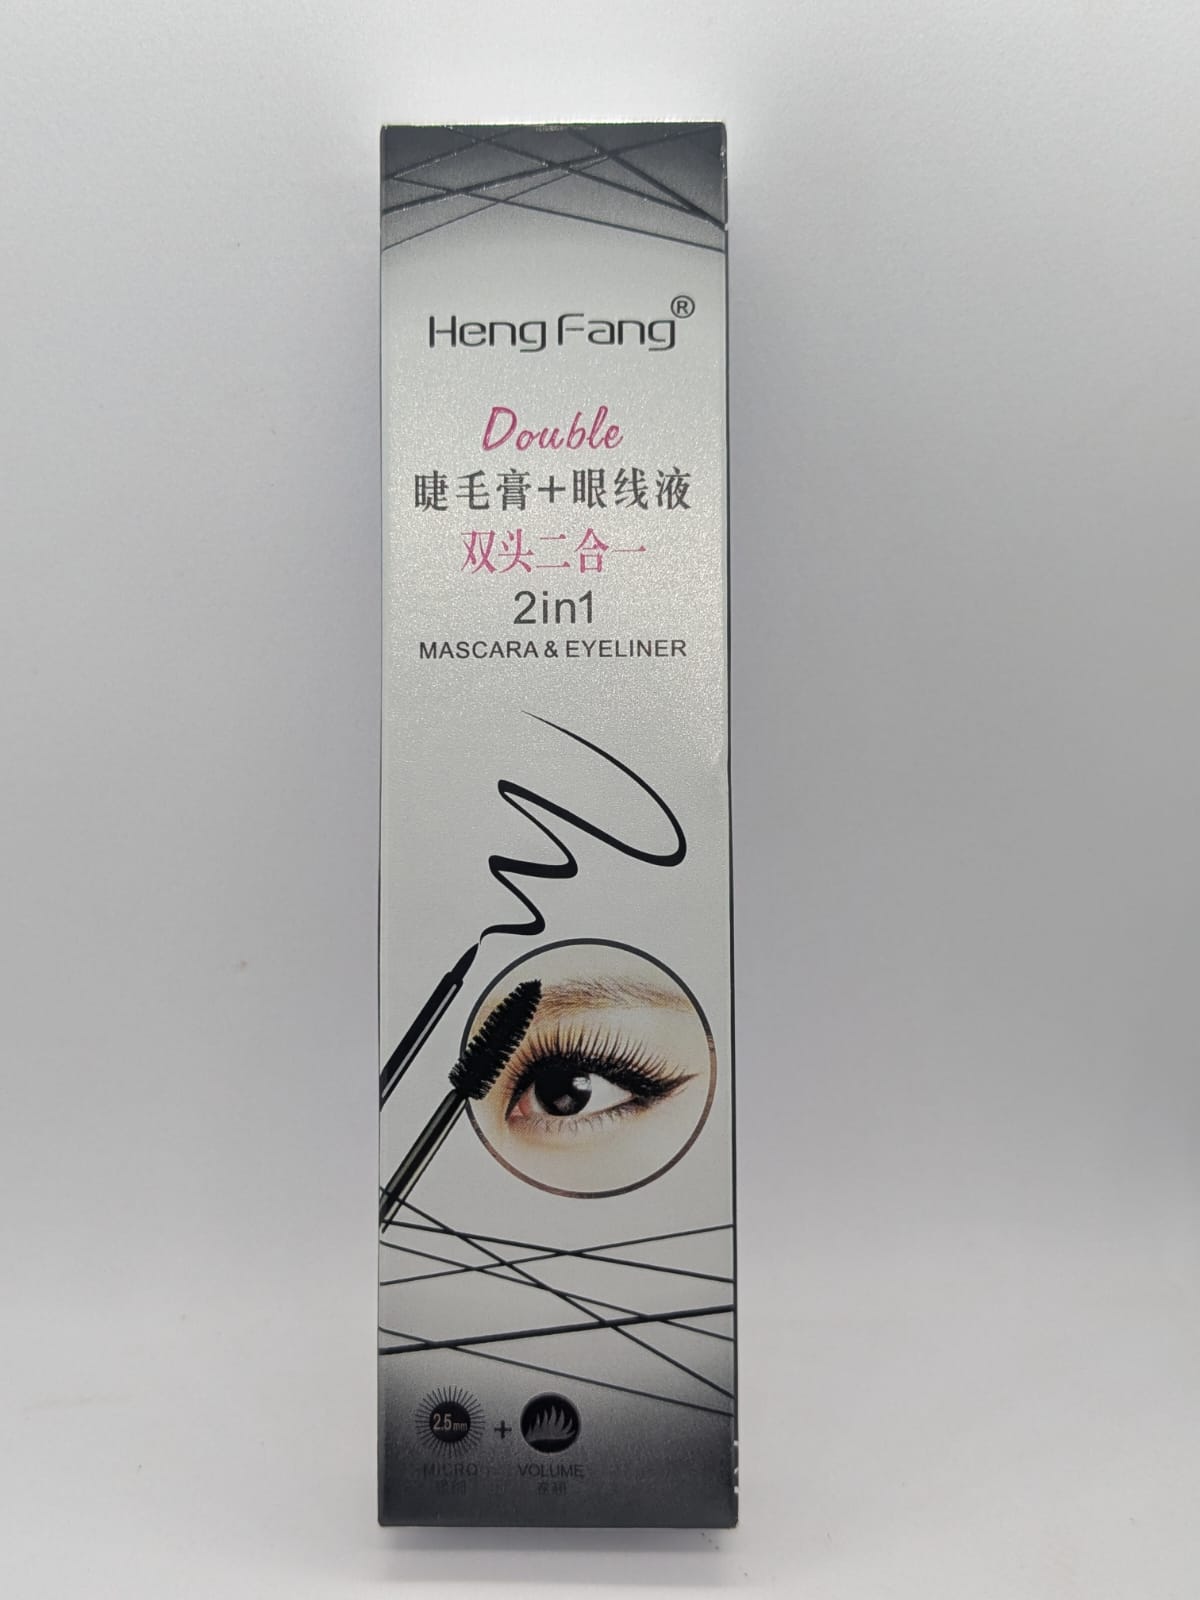 Heng Fang®
Double
睫毛膏+眼线液
双头二合一
2in1
MASCARA & EYELINER
2.5mm + 
MICRO VOLUME